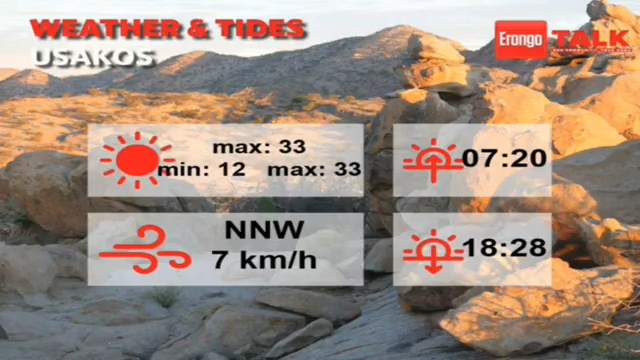 WEATHER & TIDES
USAKOS
Erongo TALK
max: 33
min: 12 max: 33
07:20
NNW
7 km/h
18:28